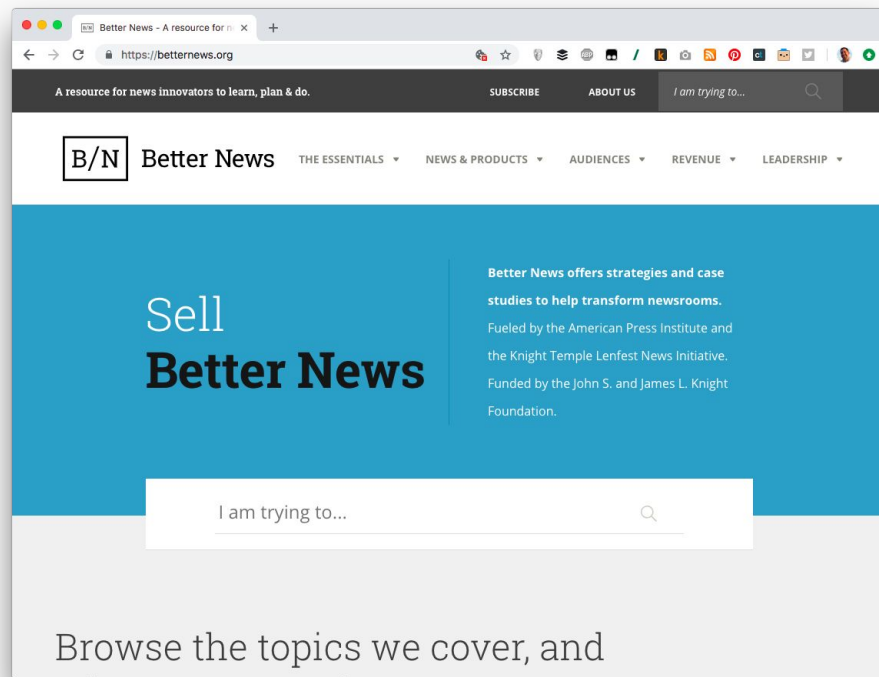 B/N Better News - A resource for n
https://betternews.org
A resource for news innovators to learn, plan & do.
SUBSCRIBE
ABOUT US
I am trying to...
B/N
Better News
THE ESSENTIALS
NEWS & PRODUCTS
AUDIENCES
REVENUE
LEADERSHIP
Sell
Better News
Better News offers strategies and case
studies to help transform newsrooms.
Fueled by the American Press Institute and
the Knight Temple Lenfest News Initiative.
Funded by the John S. and James L. Knight
Foundation.
I am trying to...
Browse the topics we cover, and